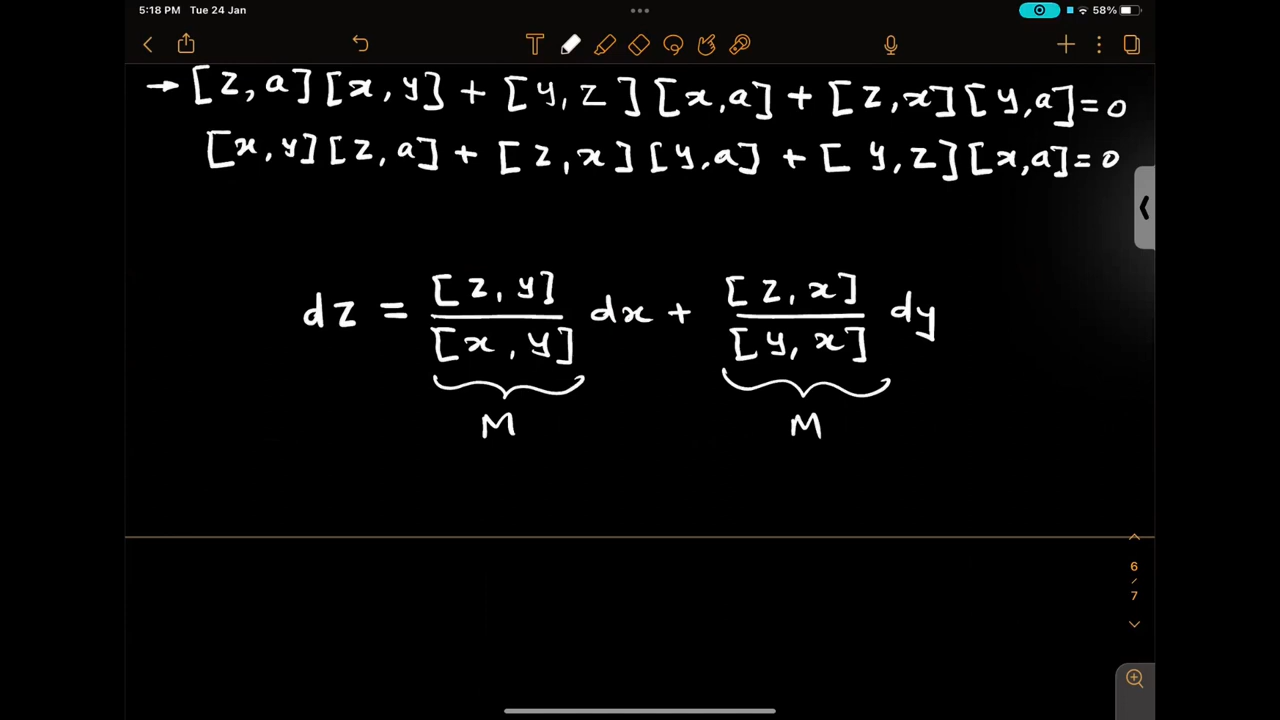 5:18 PM Tue 24 Jan
58%
→ [z, a][x, y] + [y, z][x, a] + [z, x][y, a] = 0
[x, y][z, a] + [z, x][y, a] + [y, z][x, a] = 0
dz = [z, y]/[x, y] dx + [z, x]/[y, x] dy
M M
6
/
7